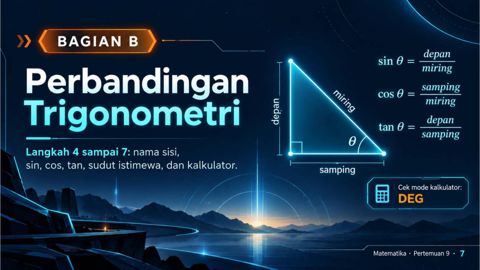 BAGIAN B
Perbandingan
Trigonometri
Langkah 4 sampai 7: nama sisi,
sin, cos, tan, sudut istimewa, dan kalkulator.
depan
miring
θ
samping
sin θ = depan / miring
cos θ = samping / miring
tan θ = depan / samping
Cek mode kalkulator:
DEG
Matematika · Pertemuan 9 · 7